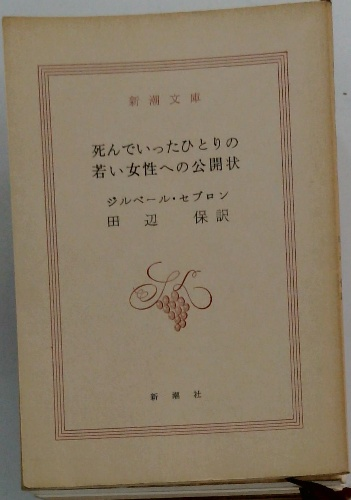 新潮文庫
死んでいったひとりの
若い女性への公開状
ジルベール・セブロン
田辺 保訳
新潮社